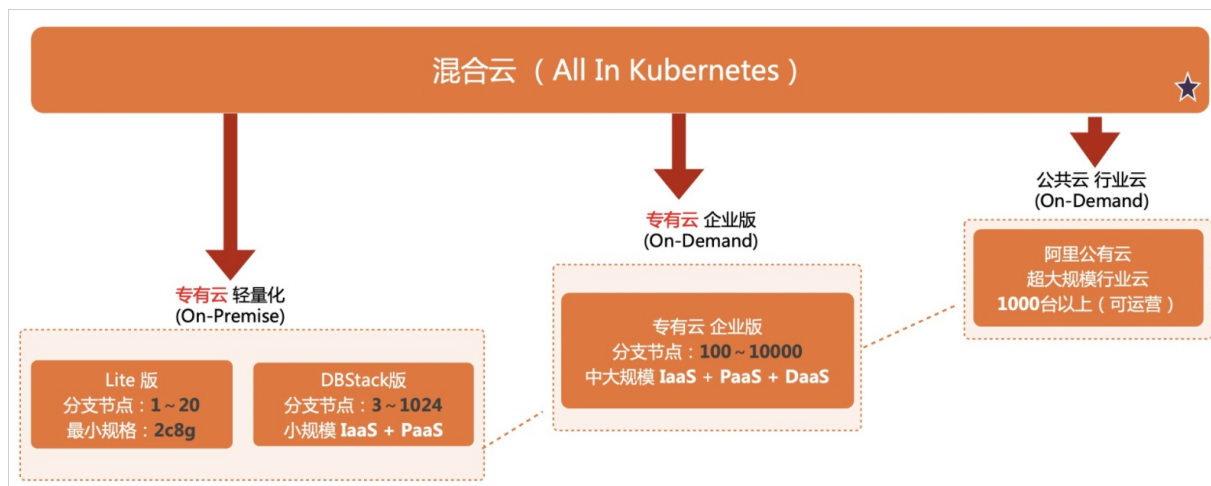 混合云 （ All In Kubernetes ）
专有云 轻量化
(On-Premise)
Lite 版
分支节点：1～20
最小规格：2c8g
DBStack版
分支节点：3～1024
小规模 IaaS + PaaS
专有云 企业版
(On-Demand)
专有云 企业版
分支节点：100～10000
中大规模 IaaS + PaaS + DaaS
公共云 行业云
(On-Demand)
阿里公有云
超大规模行业云
1000台以上（可运营）